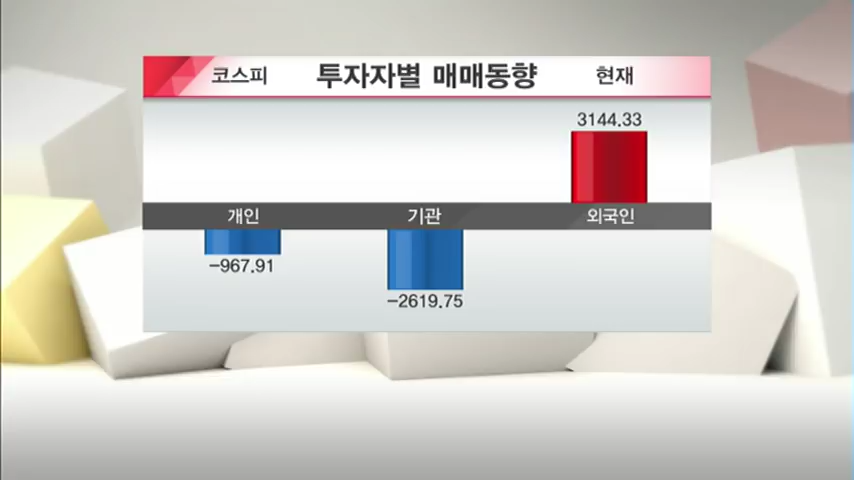 코스피 투자자별 매매동향 현재
3144.33
개인 기관 외국인
-967.91
-2619.75